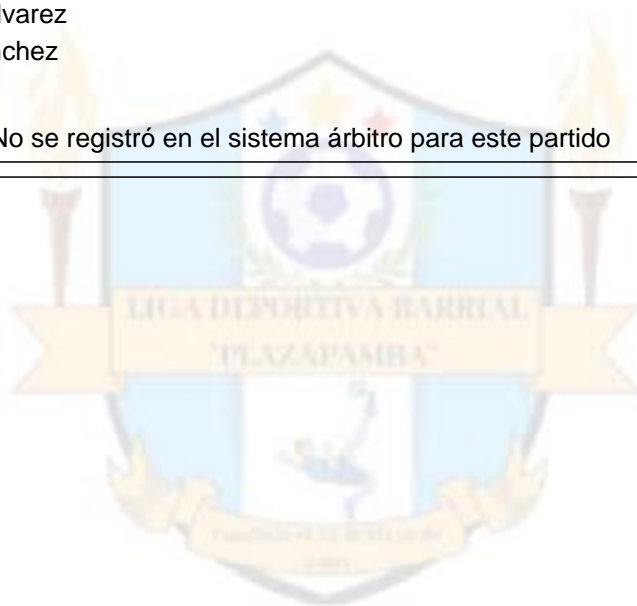 lvarez
nchez
No se registró en el sistema árbitro para este partido
LIGA DEPORTIVA BARRIAL
"PLAZAPAMBA"